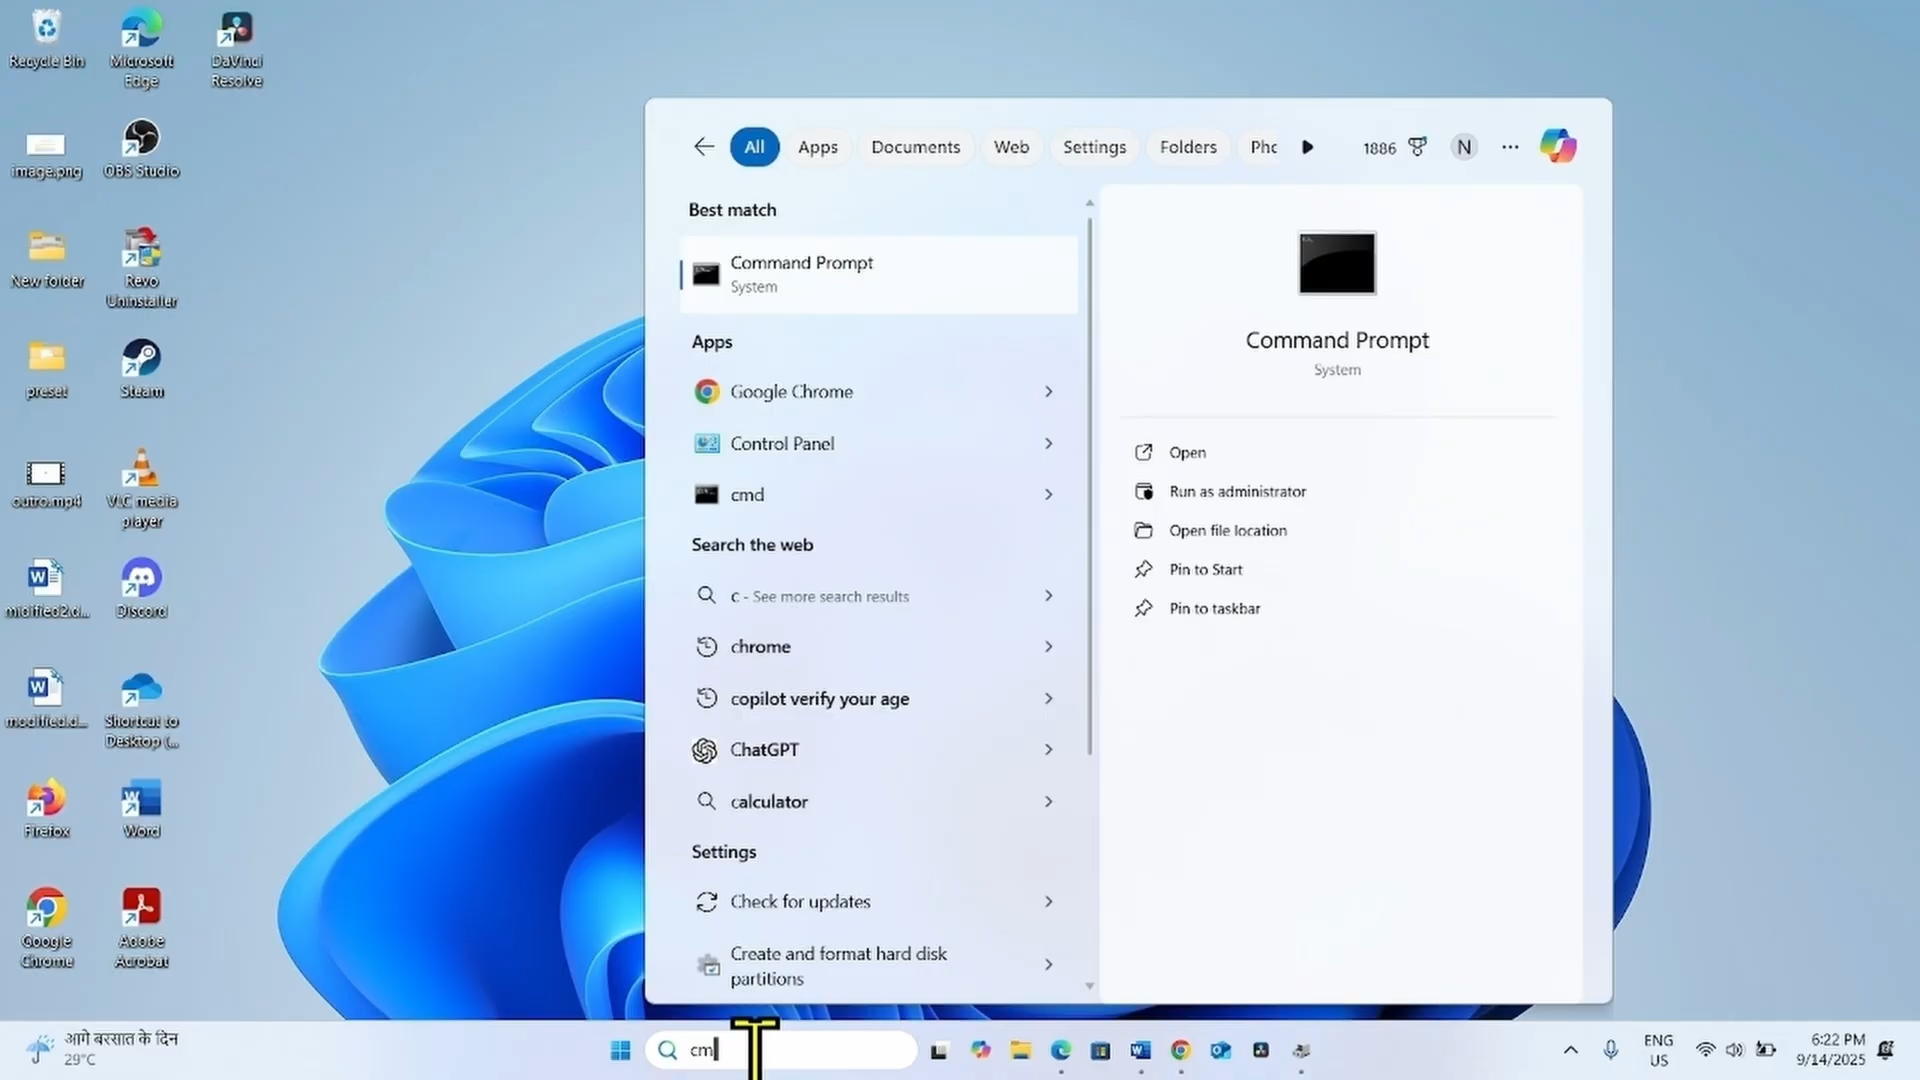 Recycle Bin
Microsoft
Edge
DaVinci
Resolve
image.png
OBS Studio
New folder
Revo
Uninstaller
preset
Steam
outro.mp4
VLC media
player
modified2.d...
Discord
modified.d...
Shortcut to
Desktop (...
Firefox
Word
Google
Chrome
Adobe
Acrobat
All
Apps
Documents
Web
Settings
Folders
Pho
1886
N
Best match
Command Prompt
System
Apps
Google Chrome
Control Panel
cmd
Search the web
c - See more search results
chrome
copilot verify your age
ChatGPT
calculator
Settings
Check for updates
Create and format hard disk
partitions
Command Prompt
System
Open
Run as administrator
Open file location
Pin to Start
Pin to taskbar
आगे बरसात के दिन
29°C
cm
ENG
US
6:22 PM
9/14/2025